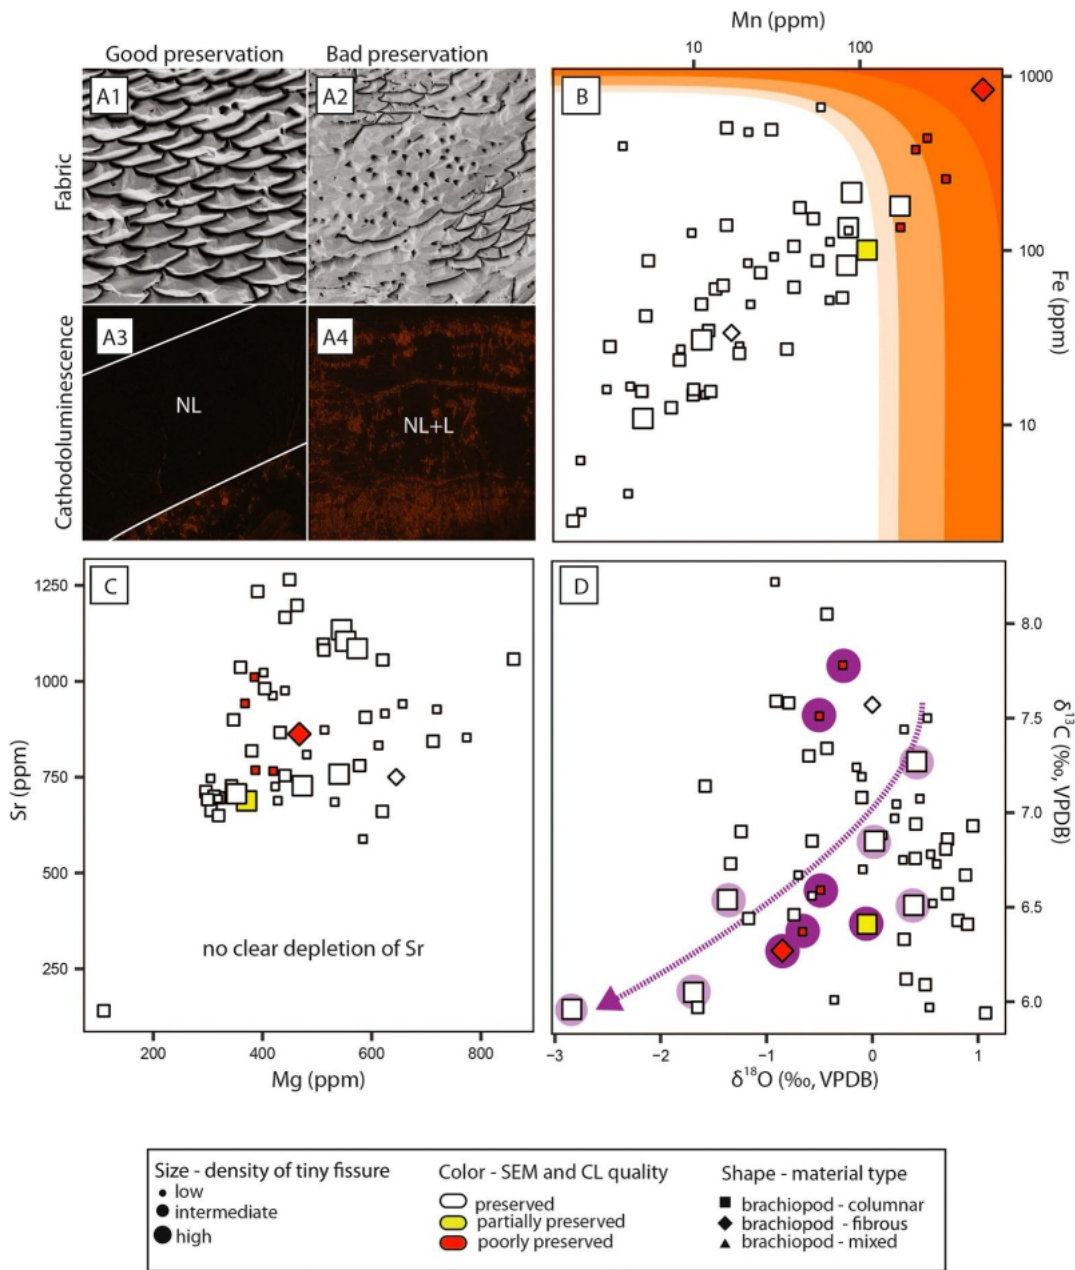 Good preservation
Bad preservation
Fabric
Cathodoluminescence
A1
A2
A3
NL
A4
NL+L
Mn (ppm)
10
100
B
1000
100
10
Fe (ppm)
C
1250
1000
750
500
250
Sr (ppm)
no clear depletion of Sr
200
400
600
800
Mg (ppm)
D
8.0
7.5
7.0
6.5
6.0
δ13C (‰, VPDB)
−3
−2
−1
0
1
δ18O (‰, VPDB)
Size - density of tiny fissure
low
intermediate
high
Color - SEM and CL quality
preserved
partially preserved
poorly preserved
Shape - material type
brachiopod - columnar
brachiopod - fibrous
brachiopod - mixed